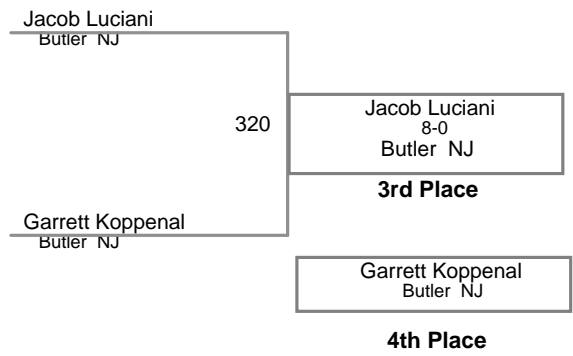 Jacob Luciani
Butler NJ
320
Jacob Luciani
8-0
Butler NJ
3rd Place
Garrett Koppenal
Butler NJ
Garrett Koppenal
Butler NJ
4th Place